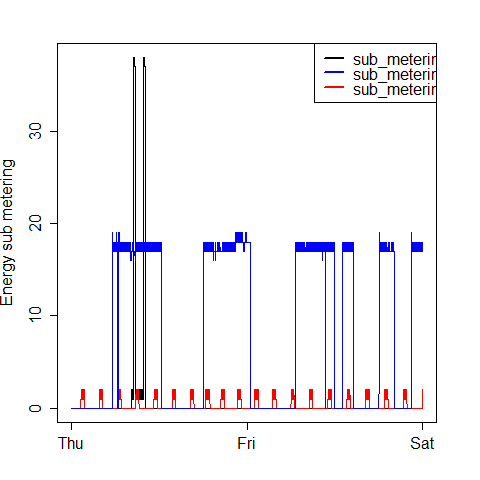 sub_meterin
sub_meterin
sub_meterin
Energy sub metering
30
20
10
0
Thu
Fri
Sat